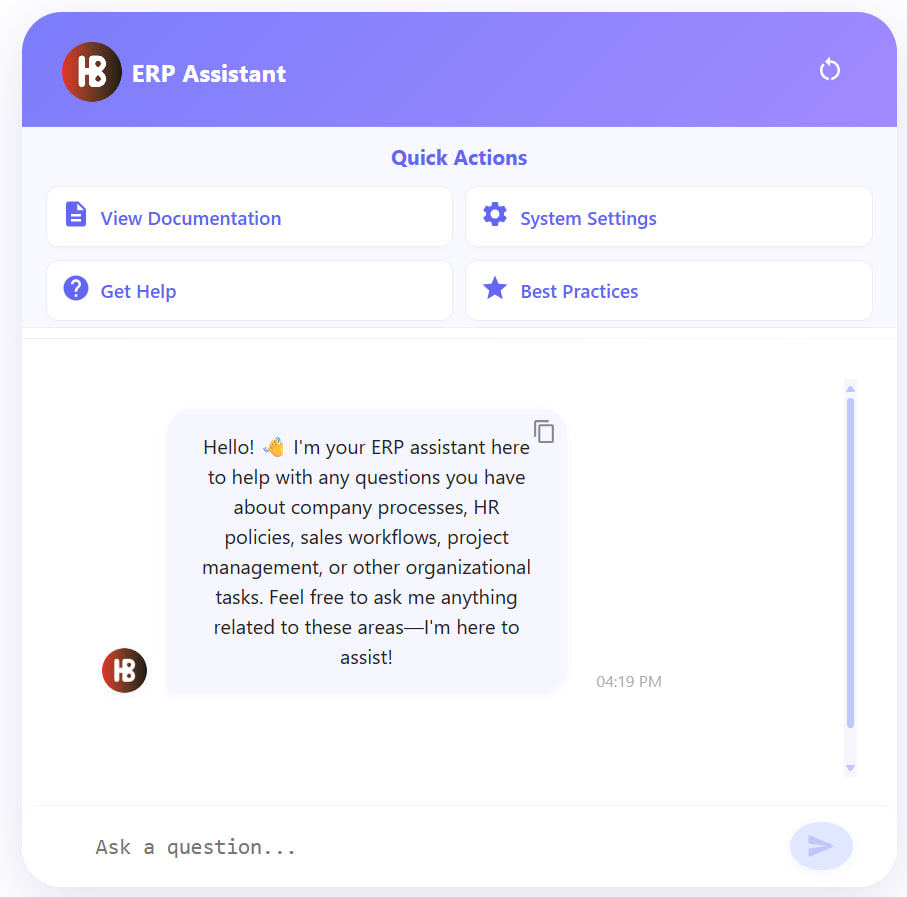 HB ERP Assistant
Quick Actions
View Documentation
System Settings
Get Help
Best Practices
Hello! 👋 I'm your ERP assistant here
to help with any questions you have
about company processes, HR
policies, sales workflows, project
management, or other organizational
tasks. Feel free to ask me anything
related to these areas—I'm here to
assist!
HB
04:19 PM
Ask a question...